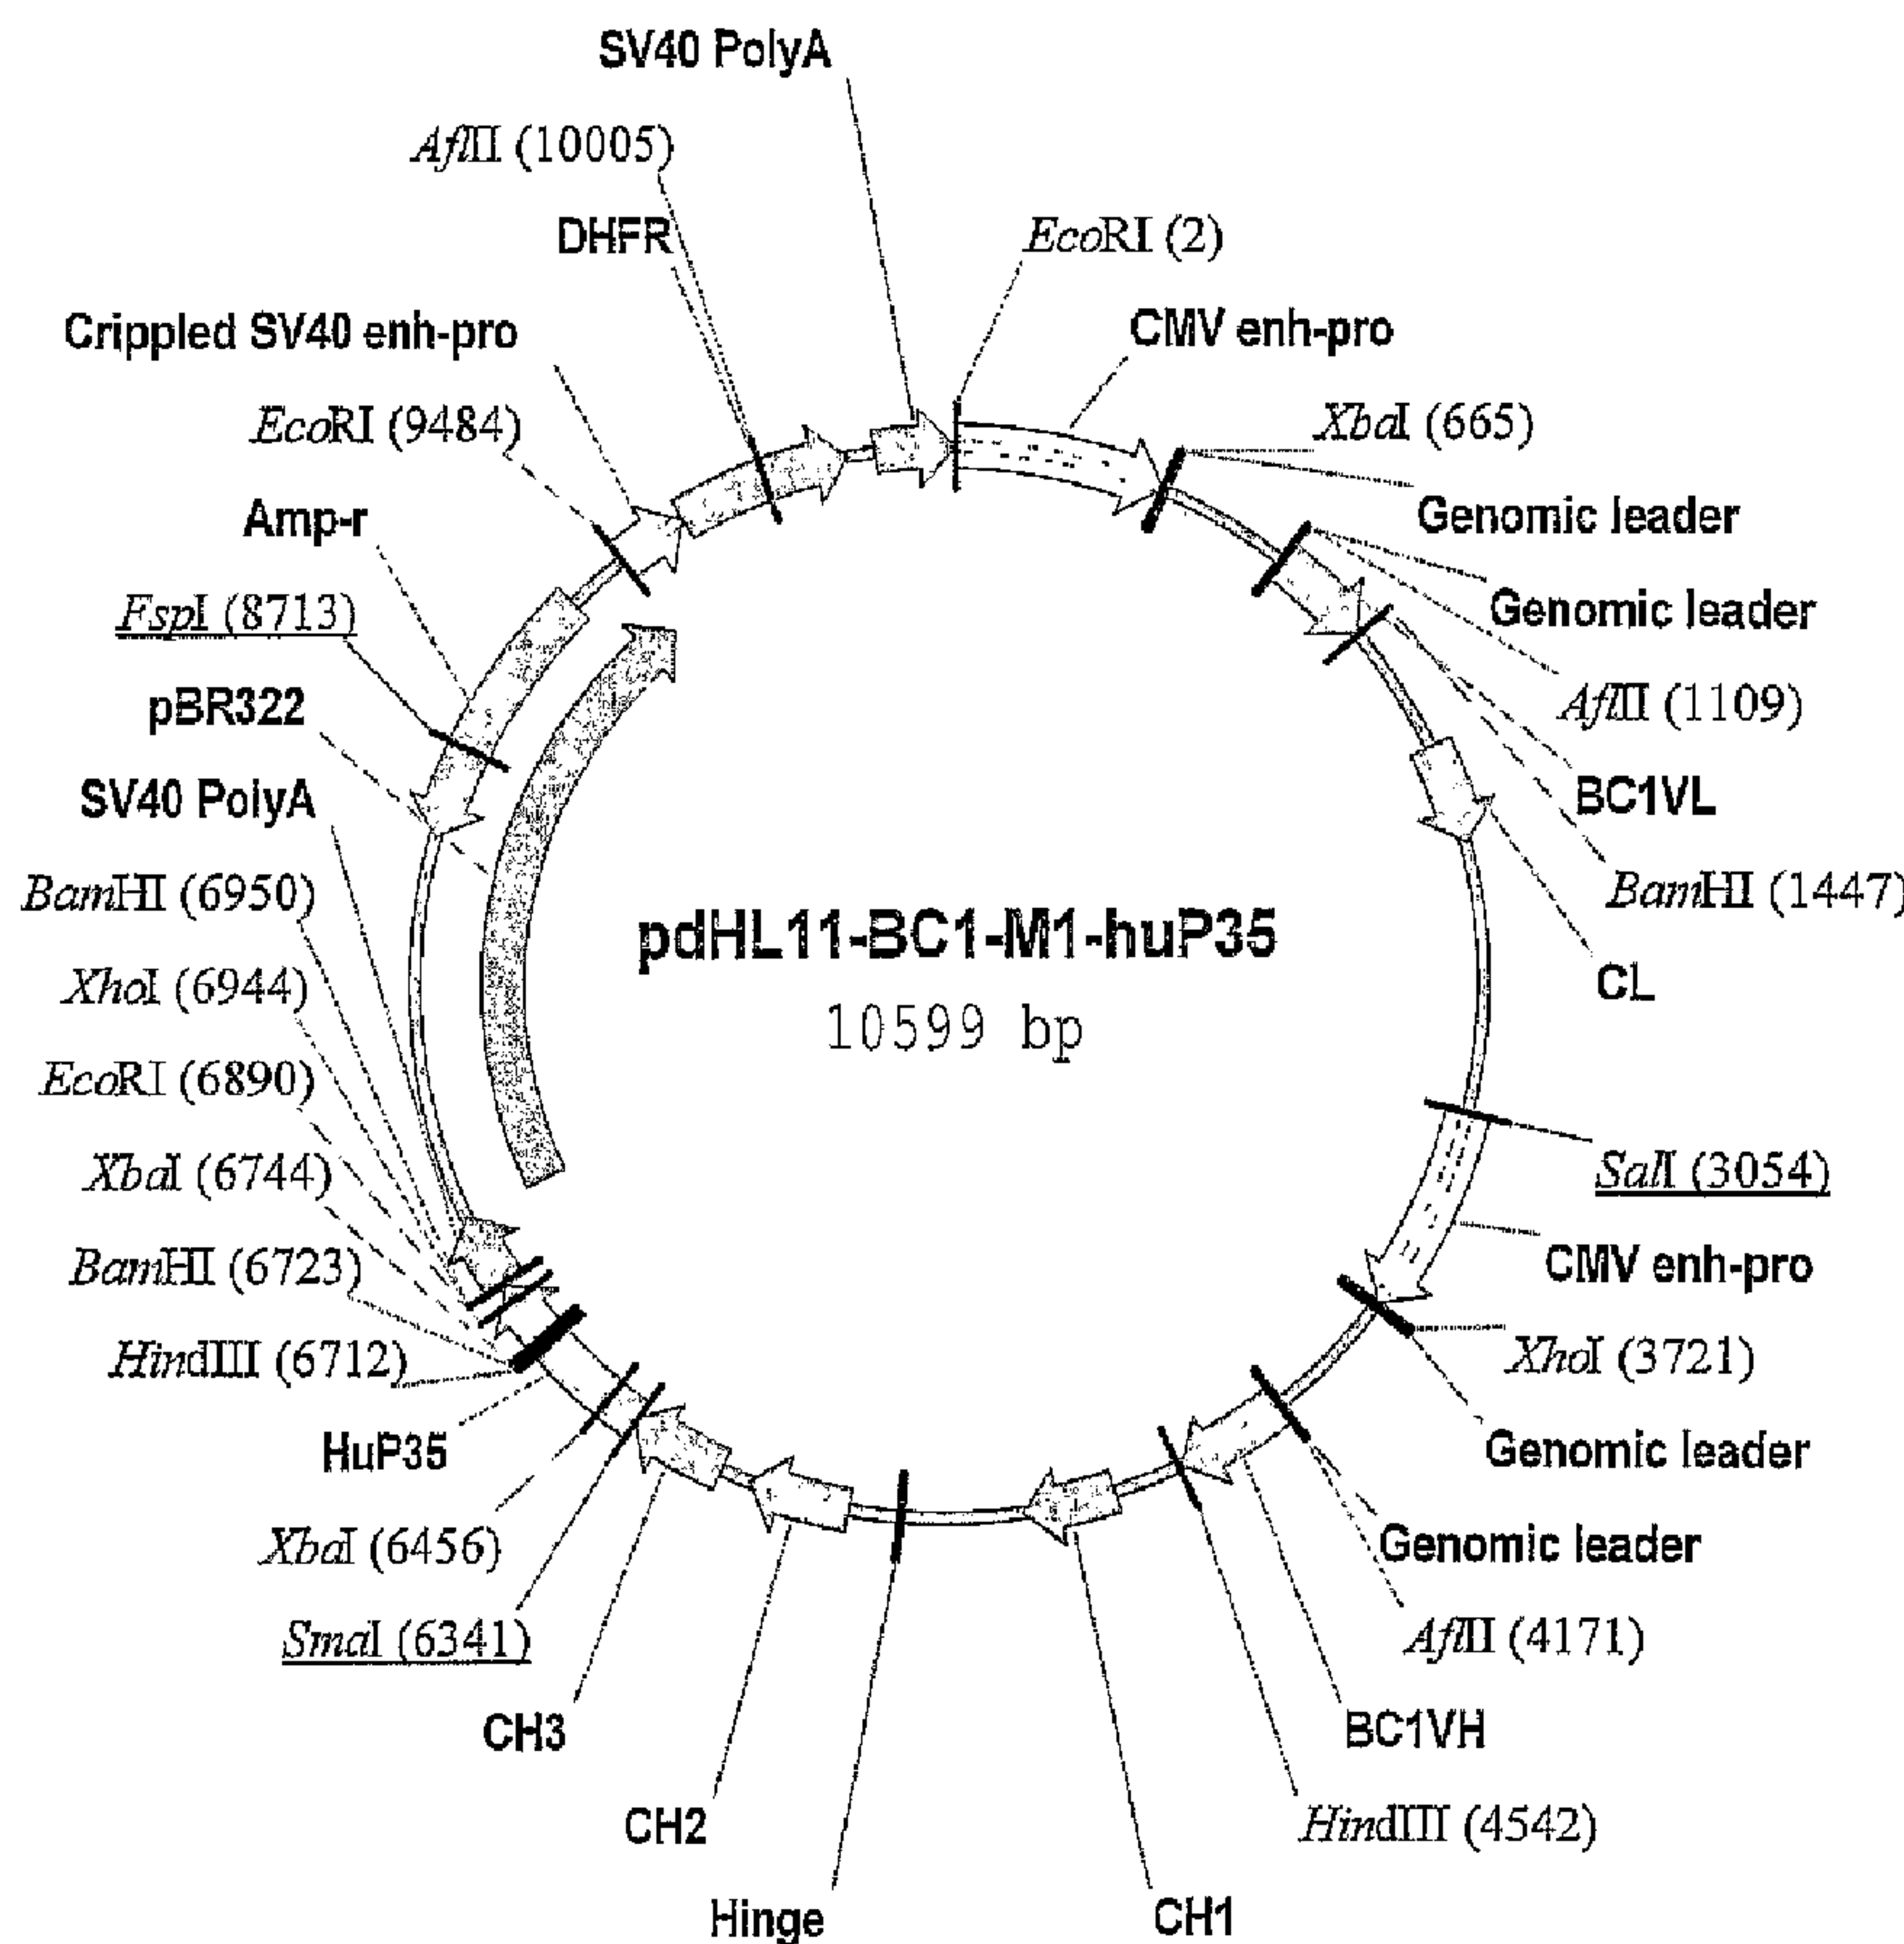 SV40 PolyA
AflII (10005)
DHFR
EcoRI (2)
Crippled SV40 enh-pro
CMV enh-pro
EcoRI (9484)
XbaI (665)
Amp-r
Genomic leader
FspI (8713)
Genomic leader
pBR322
AflII (1109)
SV40 PolyA
BC1VL
BamHI (6950)
BamHI (1447)
pdHL11-BC1-M1-huP35
XhoI (6944)
CL
10599 bp
EcoRI (6890)
XbaI (6744)
SalI (3054)
BamHI (6723)
CMV enh-pro
HindIII (6712)
XhoI (3721)
HuP35
Genomic leader
XbaI (6456)
Genomic leader
SmaI (6341)
AflII (4171)
CH3
BC1VH
CH2
HindIII (4542)
Hinge
CH1